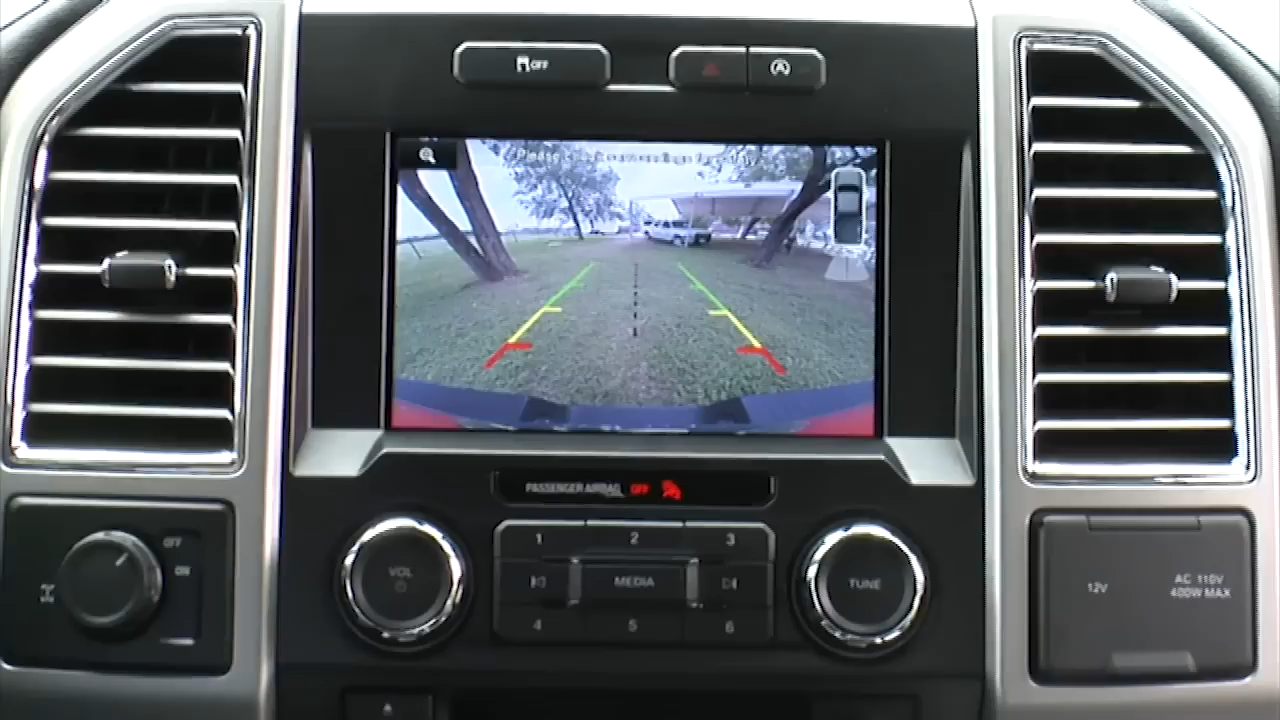 OFF
PASSENGER AIRBAG OFF
1 2 3
VOL
MEDIA
TUNE
4 5 6
OFF
ON
12V
AC 110V
400W MAX